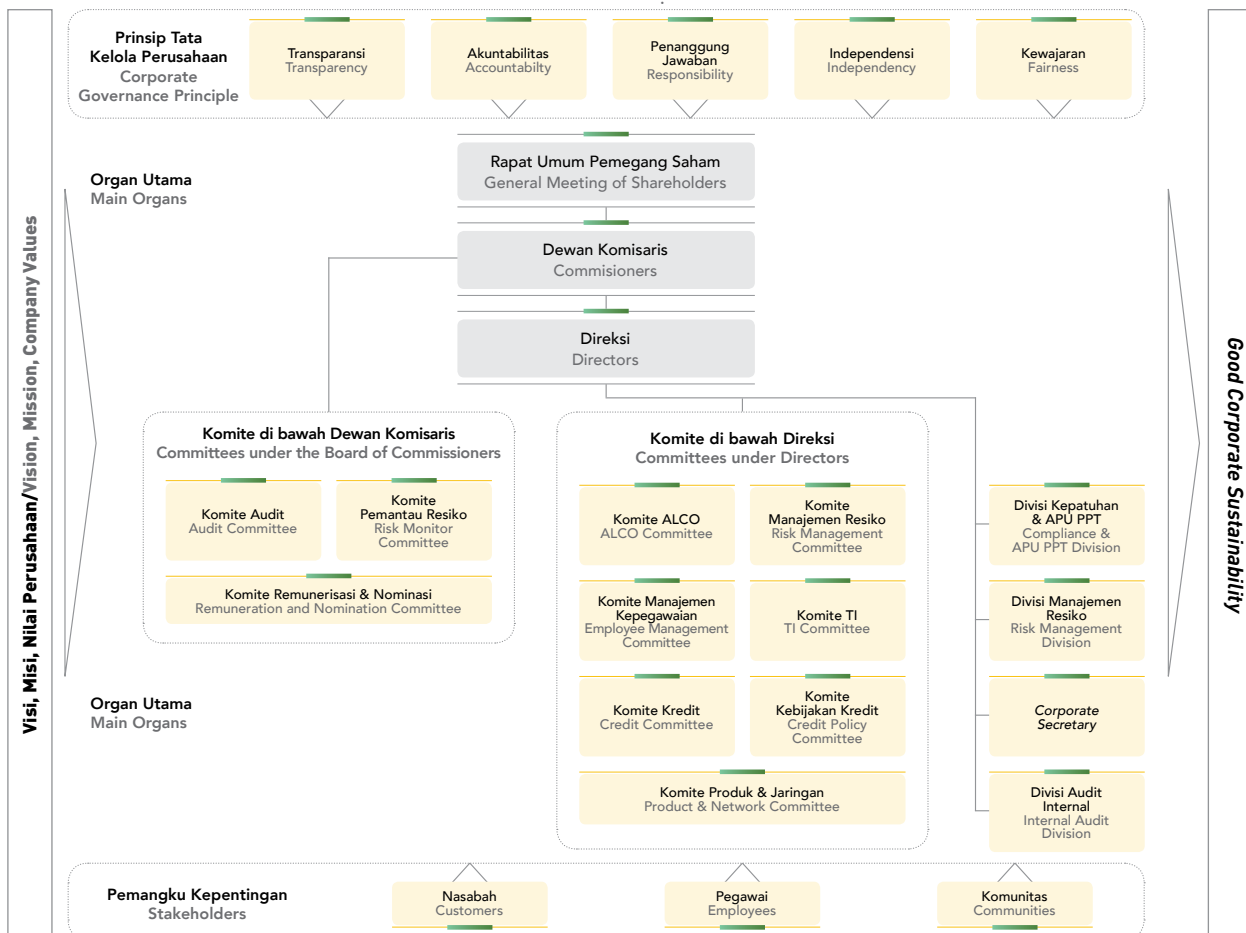 Prinsip Tata
Kelola Perusahaan
Corporate
Governance Principle
Transparansi
Transparency
Akuntabilitas
Accountabilty
Penanggung
Jawaban
Responsibility
Independensi
Independency
Kewajaran
Fairness
Visi, Misi, Nilai Perusahaan/Vision, Mission, Company Values
Organ Utama
Main Organs
Rapat Umum Pemegang Saham
General Meeting of Shareholders
Dewan Komisaris
Commisioners
Direksi
Directors
Komite di bawah Dewan Komisaris
Committees under the Board of Commissioners
Komite Audit
Audit Committee
Komite
Pemantau Resiko
Risk Monitor
Committee
Komite Remunerisasi & Nominasi
Remuneration and Nomination Committee
Komite di bawah Direksi
Committees under Directors
Komite ALCO
ALCO Committee
Komite
Manajemen Resiko
Risk Management
Committee
Komite Manajemen
Kepegawaian
Employee Management
Committee
Komite TI
TI Committee
Komite Kredit
Credit Committee
Komite
Kebijakan Kredit
Credit Policy
Committee
Komite Produk & Jaringan
Product & Network Committee
Divisi Kepatuhan
& APU PPT
Compliance &
APU PPT Division
Divisi Manajemen
Resiko
Risk Management
Division
Corporate
Secretary
Divisi Audit
Internal
Internal Audit
Division
Organ Utama
Main Organs
Good Corporate Sustainability
Pemangku Kepentingan
Stakeholders
Nasabah
Customers
Pegawai
Employees
Komunitas
Communities